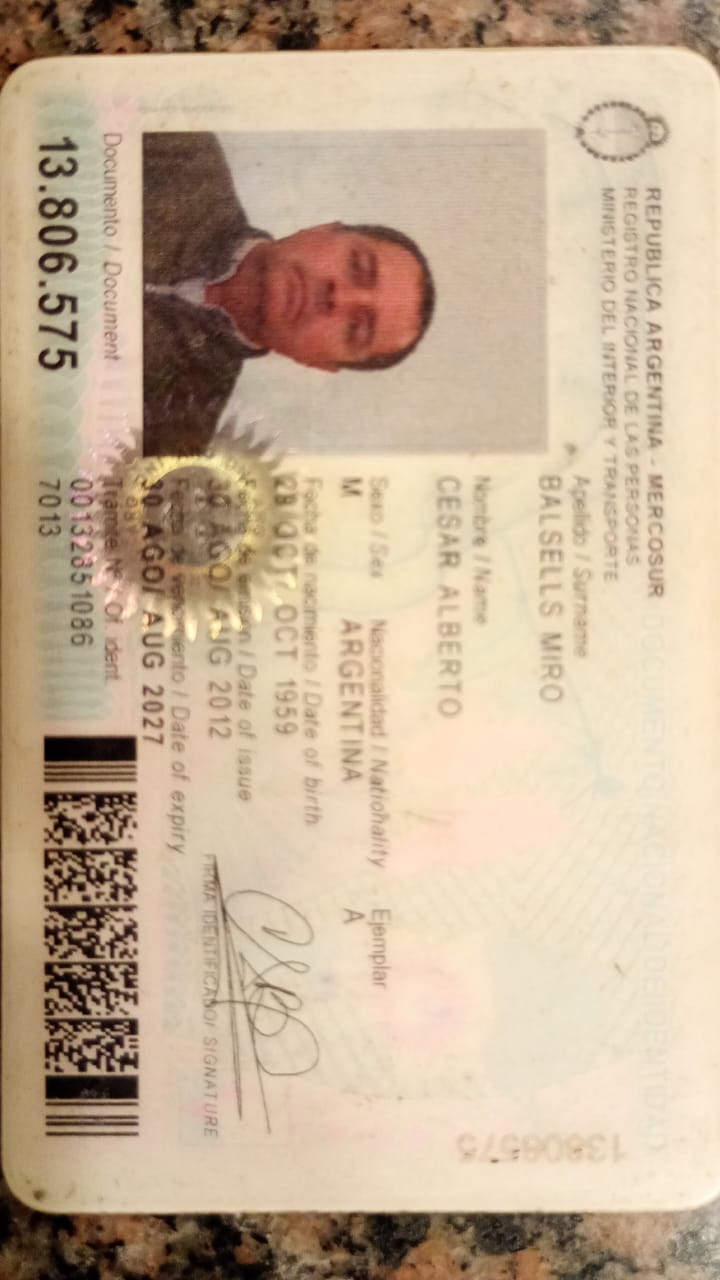 REPUBLICA ARGENTINA - MERCOSUR
REGISTRO NACIONAL DE LAS PERSONAS
MINISTERIO DEL INTERIOR Y TRANSPORTE
DOCUMENTO NACIONAL DE IDENTIDAD
Apellido / Surname
BALSELLS MIRO
Nombre / Name
CESAR ALBERTO
Sexo / Sex Nacionalidad / Nationality Ejemplar
M ARGENTINA A
Fecha de nacimiento / Date of birth
28 OCT/ OCT 1959
Fecha de emisión / Date of issue
30 AGO/ AUG 2012
Fecha de vencimiento / Date of expiry
30 AGO/ AUG 2027
FIRMA IDENTIFICADO/ SIGNATURE
Documento / Document
13.806.575
Trámite Nº / Of. ident.
00132351086
7013
13806575